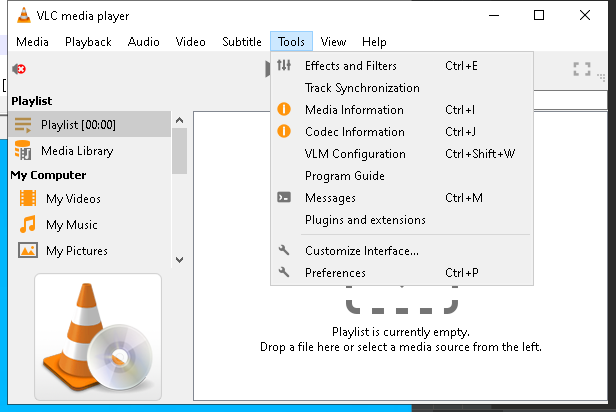 VLC media player
Media Playback Audio Video Subtitle Tools View Help
Effects and Filters Ctrl+E
Track Synchronization
Media Information Ctrl+I
Codec Information Ctrl+J
VLM Configuration Ctrl+Shift+W
Program Guide
Messages Ctrl+M
Plugins and extensions
Customize Interface...
Preferences Ctrl+P
Playlist
Playlist [00:00]
Media Library
My Computer
My Videos
My Music
My Pictures
Playlist is currently empty.
Drop a file here or select a media source from the left.